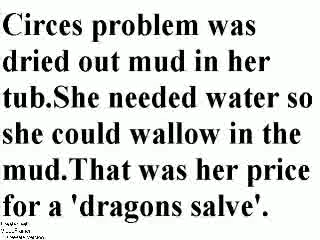 Circes problem was
dried out mud in her
tub.She needed water so
she could wallow in the
mud.That was her price
for a 'dragons salve'.